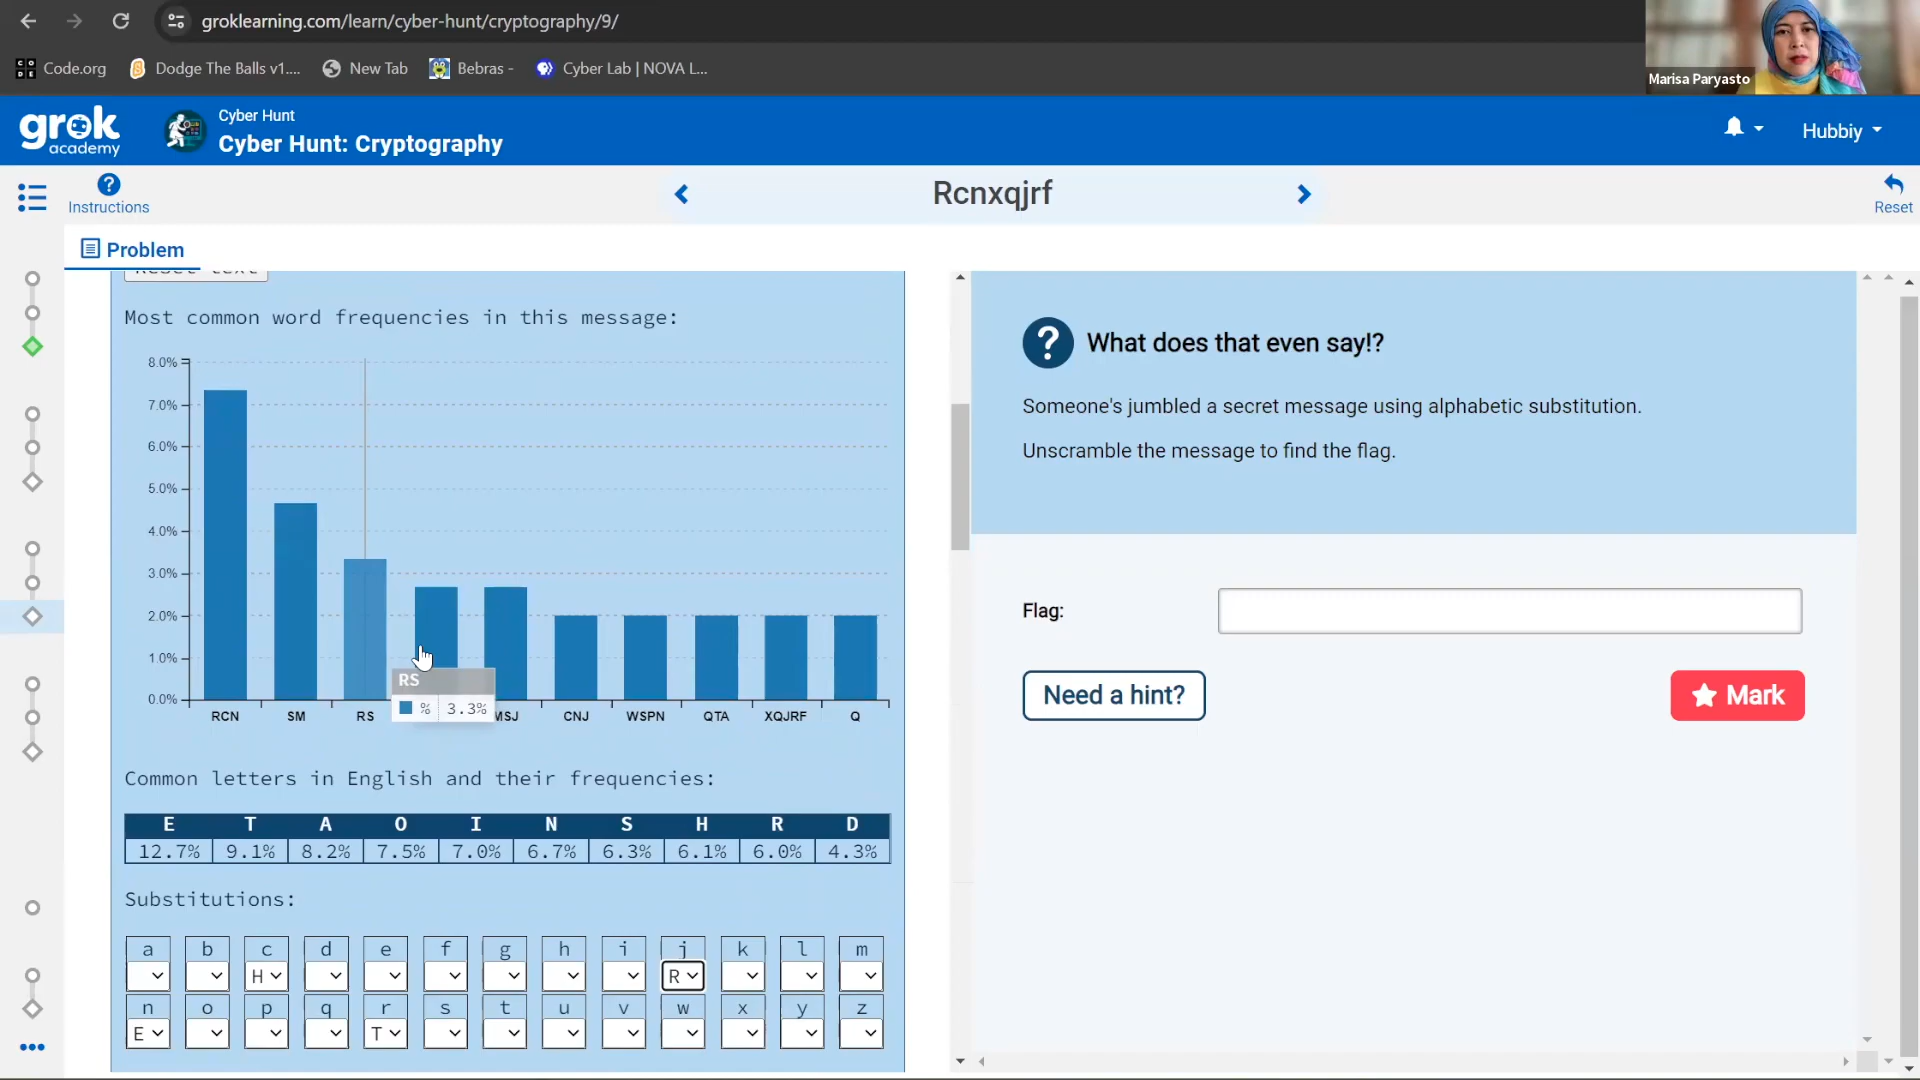 groklearning.com/learn/cyber-hunt/cryptography/9/
Code.org
Dodge The Balls v1....
New Tab
Bebras -
Cyber Lab | NOVA L...
Marisa Paryasto
grok
academy
Cyber Hunt
Cyber Hunt: Cryptography
Hubbiy
Instructions
Rcnxqjrf
Reset
Problem
Reset text
Most common word frequencies in this message:
8.0%
7.0%
6.0%
5.0%
4.0%
3.0%
2.0%
1.0%
0.0%
RCN SM RS MSJ CNJ WSPN QTA XQJRF Q
RS
% 3.3%
Common letters in English and their frequencies:
E T A O I N S H R D
12.7% 9.1% 8.2% 7.5% 7.0% 6.7% 6.3% 6.1% 6.0% 4.3%
Substitutions:
a b c d e f g h i j k l m
H R
n o p q r s t u v w x y z
E T
? What does that even say!?
Someone's jumbled a secret message using alphabetic substitution.
Unscramble the message to find the flag.
Flag:
Need a hint?
Mark